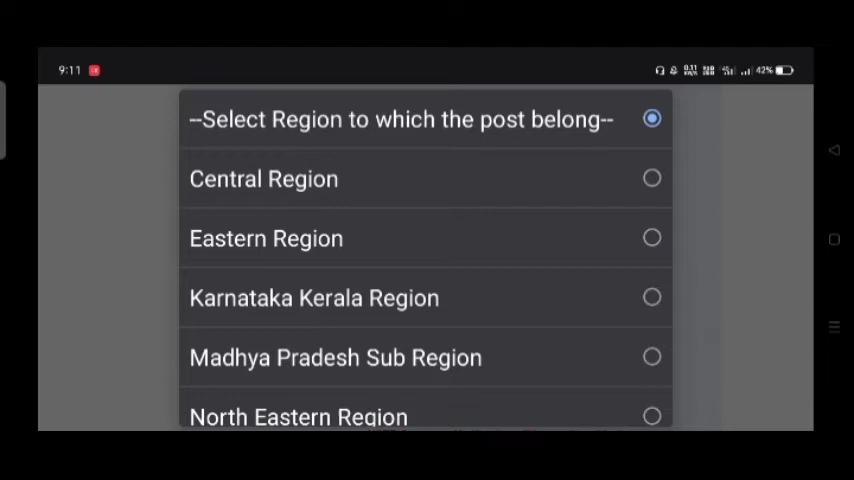 9:11
42%
--Select Region to which the post belong--
Central Region
Eastern Region
Karnataka Kerala Region
Madhya Pradesh Sub Region
North Eastern Region